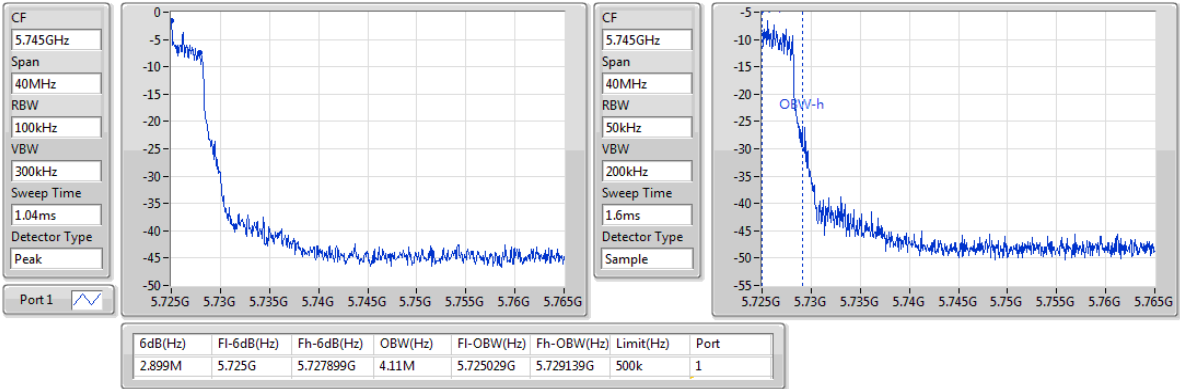 CF
5.745GHz
Span
40MHz
RBW
100kHz
VBW
300kHz
Sweep Time
1.04ms
Detector Type
Peak
Port 1
0
-5
-10
-15
-20
-25
-30
-35
-40
-45
-50
5.725G 5.73G 5.735G 5.74G 5.745G 5.75G 5.755G 5.76G 5.765G
CF
5.745GHz
Span
40MHz
RBW
50kHz
VBW
200kHz
Sweep Time
1.6ms
Detector Type
Sample
-5
-10
-15
-20
-25
-30
-35
-40
-45
-50
-55
OBW-h
5.725G 5.73G 5.735G 5.74G 5.745G 5.75G 5.755G 5.76G 5.765G
6dB(Hz) Fl-6dB(Hz) Fh-6dB(Hz) OBW(Hz) Fl-OBW(Hz) Fh-OBW(Hz) Limit(Hz) Port
2.899M 5.725G 5.727899G 4.11M 5.725029G 5.729139G 500k 1